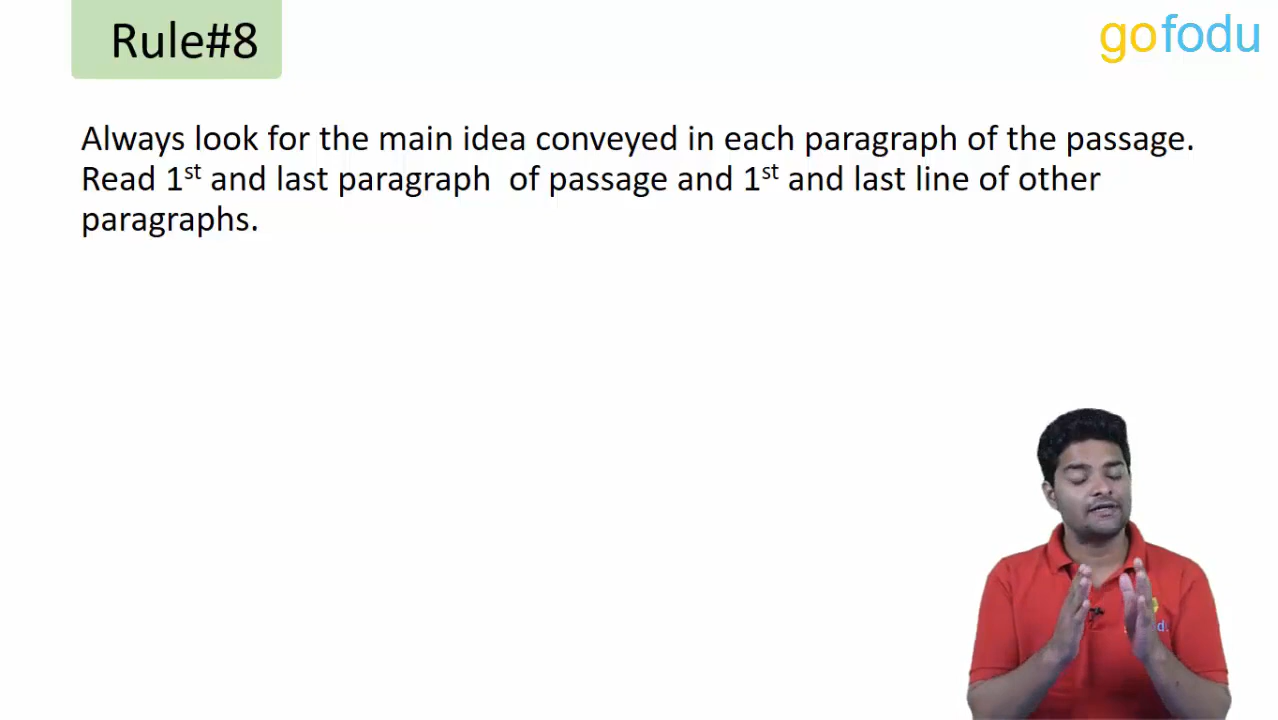 Rule#8
gofodu
Always look for the main idea conveyed in each paragraph of the passage.
Read 1st and last paragraph of passage and 1st and last line of other
paragraphs.